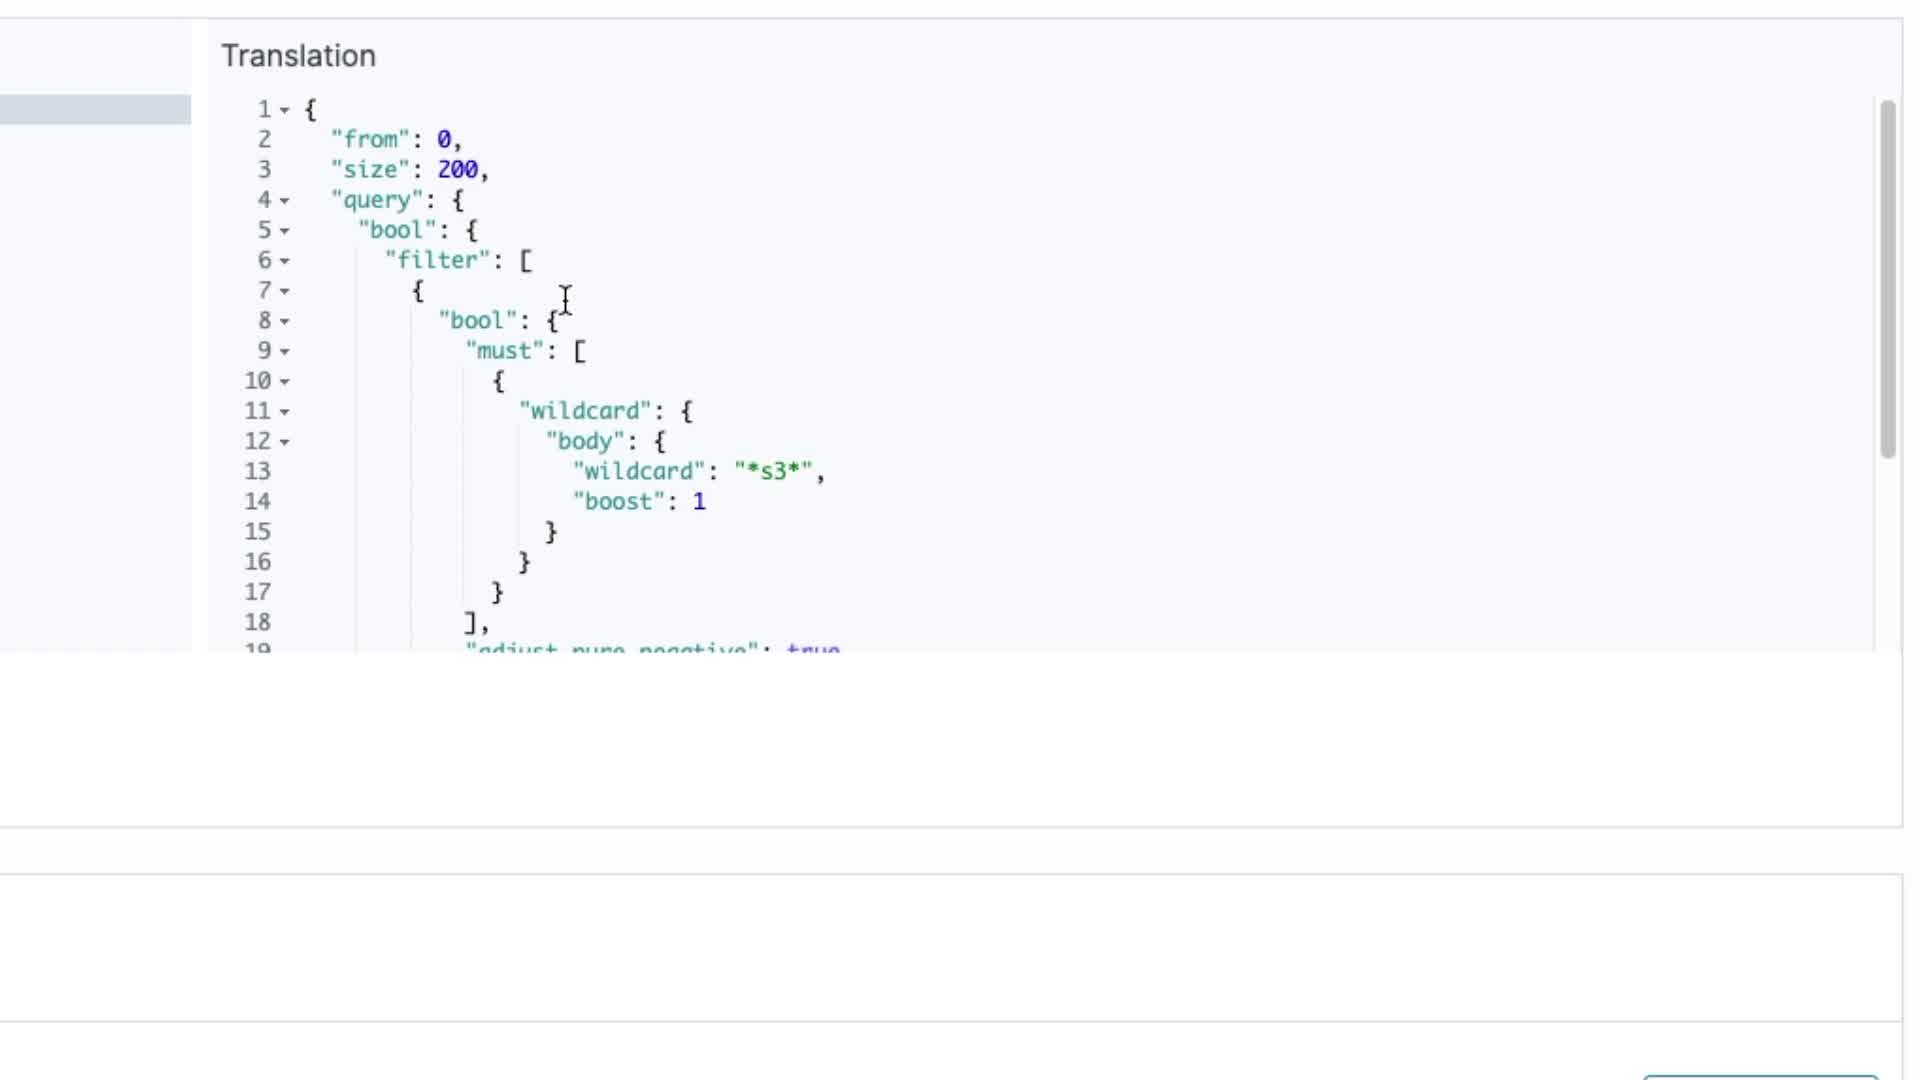 Translation
1 {
2 "from": 0,
3 "size": 200,
4 "query": {
5 "bool": {
6 "filter": [
7 {
8 "bool": {
9 "must": [
10 {
11 "wildcard": {
12 "body": {
13 "wildcard": "*s3*",
14 "boost": 1
15 }
16 }
17 }
18 ],
19 "adjust_pure_negative": true